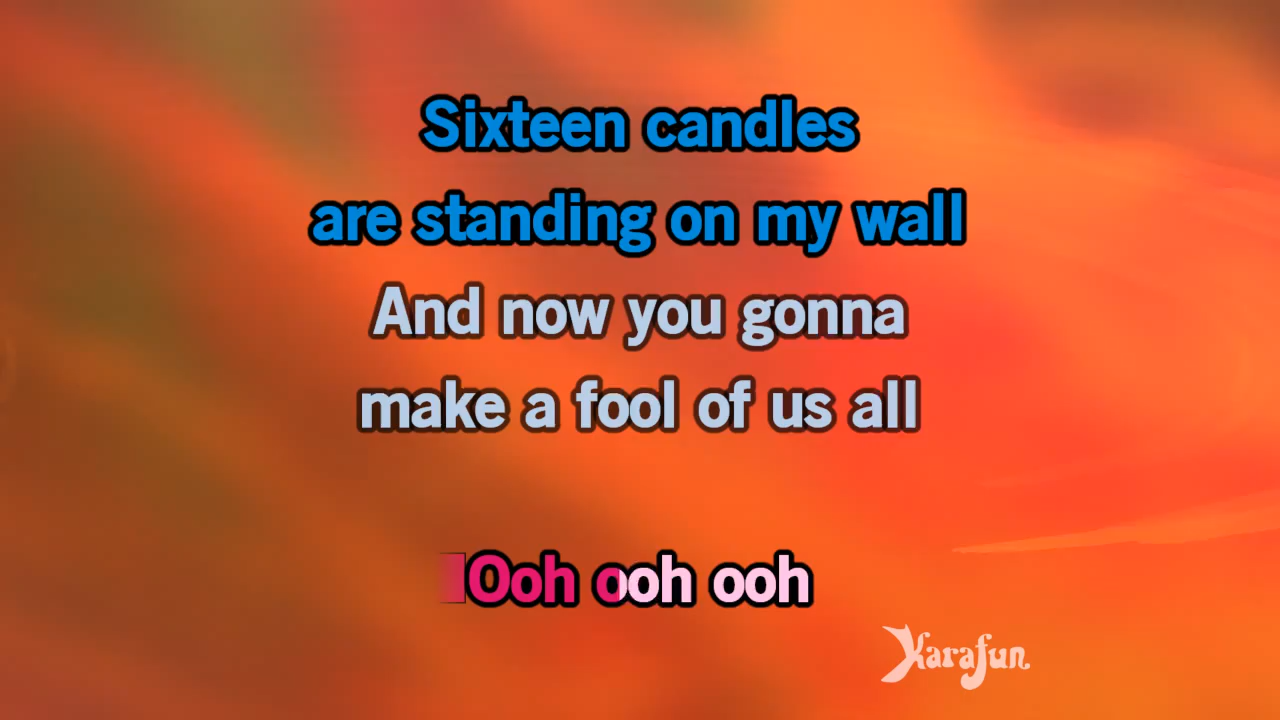 Sixteen candles
are standing on my wall
And now you gonna
make a fool of us all
Ooh ooh ooh
Karafun